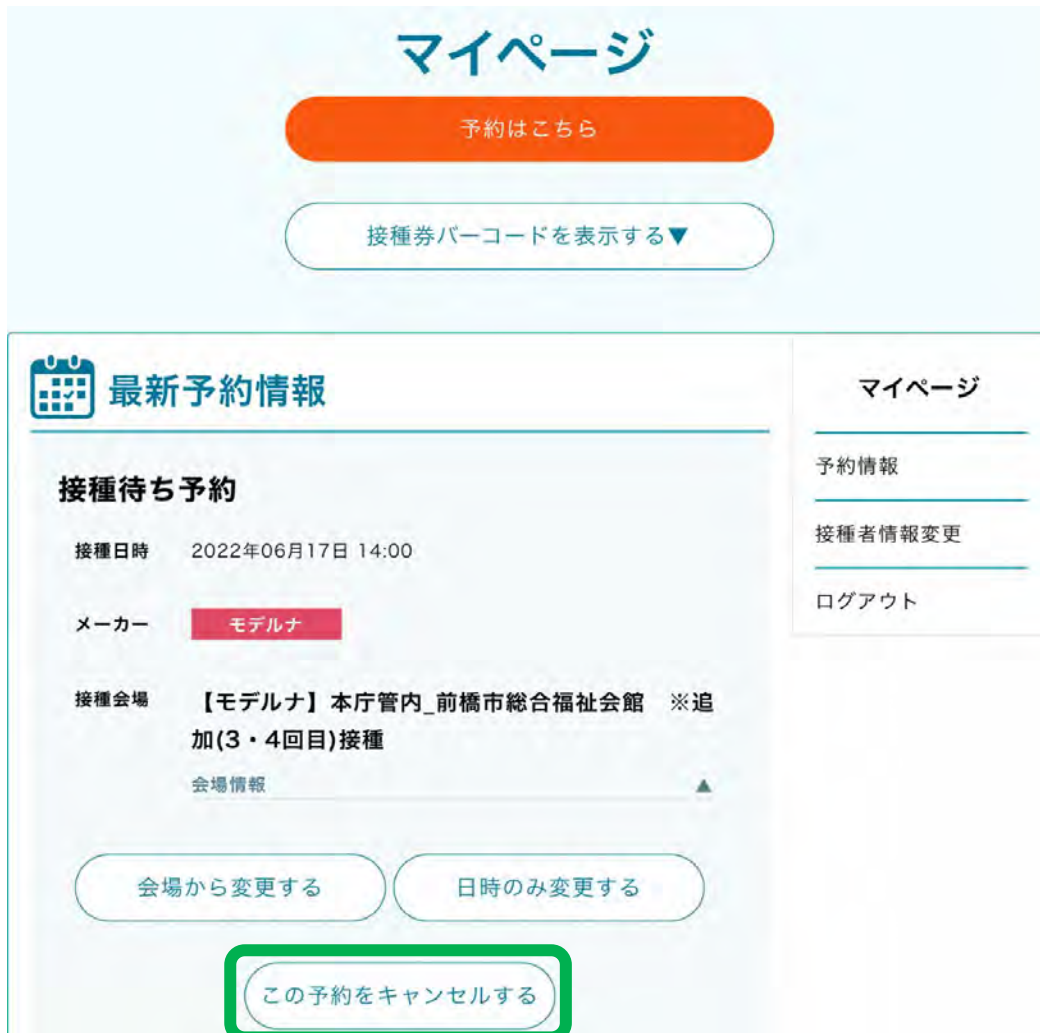 マイページ
予約はこちら
接種券バーコードを表示する▼
最新予約情報
接種待ち予約
接種日時 2022年06月17日 14:00
メーカー モデルナ
接種会場 【モデルナ】本庁管内_前橋市総合福祉会館　※追
加(3・4回目)接種
会場情報 ▲
会場から変更する 日時のみ変更する
この予約をキャンセルする
マイページ
予約情報
接種者情報変更
ログアウト